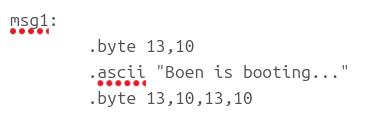 msg1:
.byte 13,10
.ascii "Boen is booting..."
.byte 13,10,13,10